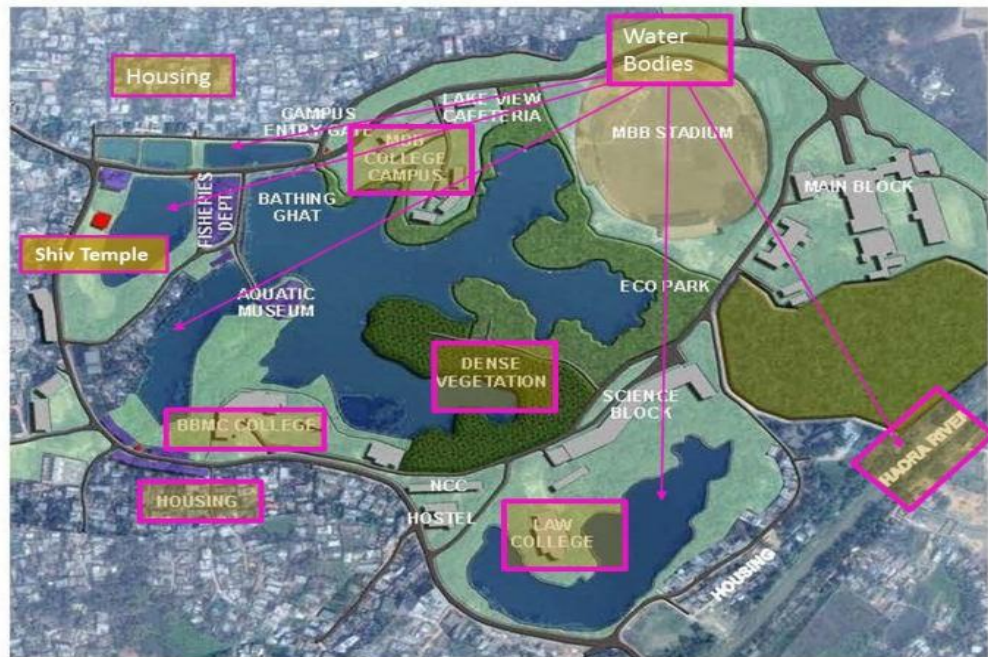 Water
Bodies
Housing
CAMPUS
ENTRY GATE
LAKE VIEW
CAFETERIA
MBB
COLLEGE
CAMPUS
MBB STADIUM
MAIN BLOCK
BATHING
GHAT
FISHERIES
DEPT.
Shiv Temple
AQUATIC
MUSEUM
ECO PARK
DENSE
VEGETATION
SCIENCE
BLOCK
BBMC COLLEGE
HAORA RIVER
HOUSING
NCC
HOSTEL
LAW
COLLEGE
HOUSING